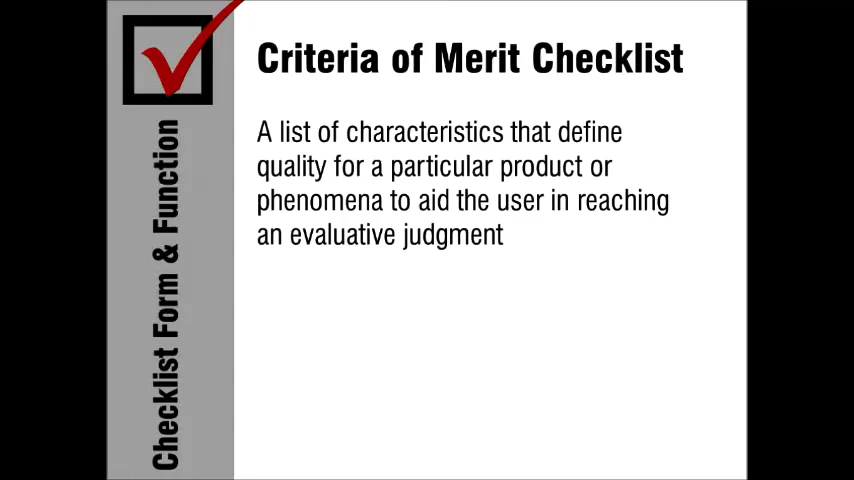 Criteria of Merit Checklist
A list of characteristics that define
quality for a particular product or
phenomena to aid the user in reaching
an evaluative judgment
Checklist Form & Function